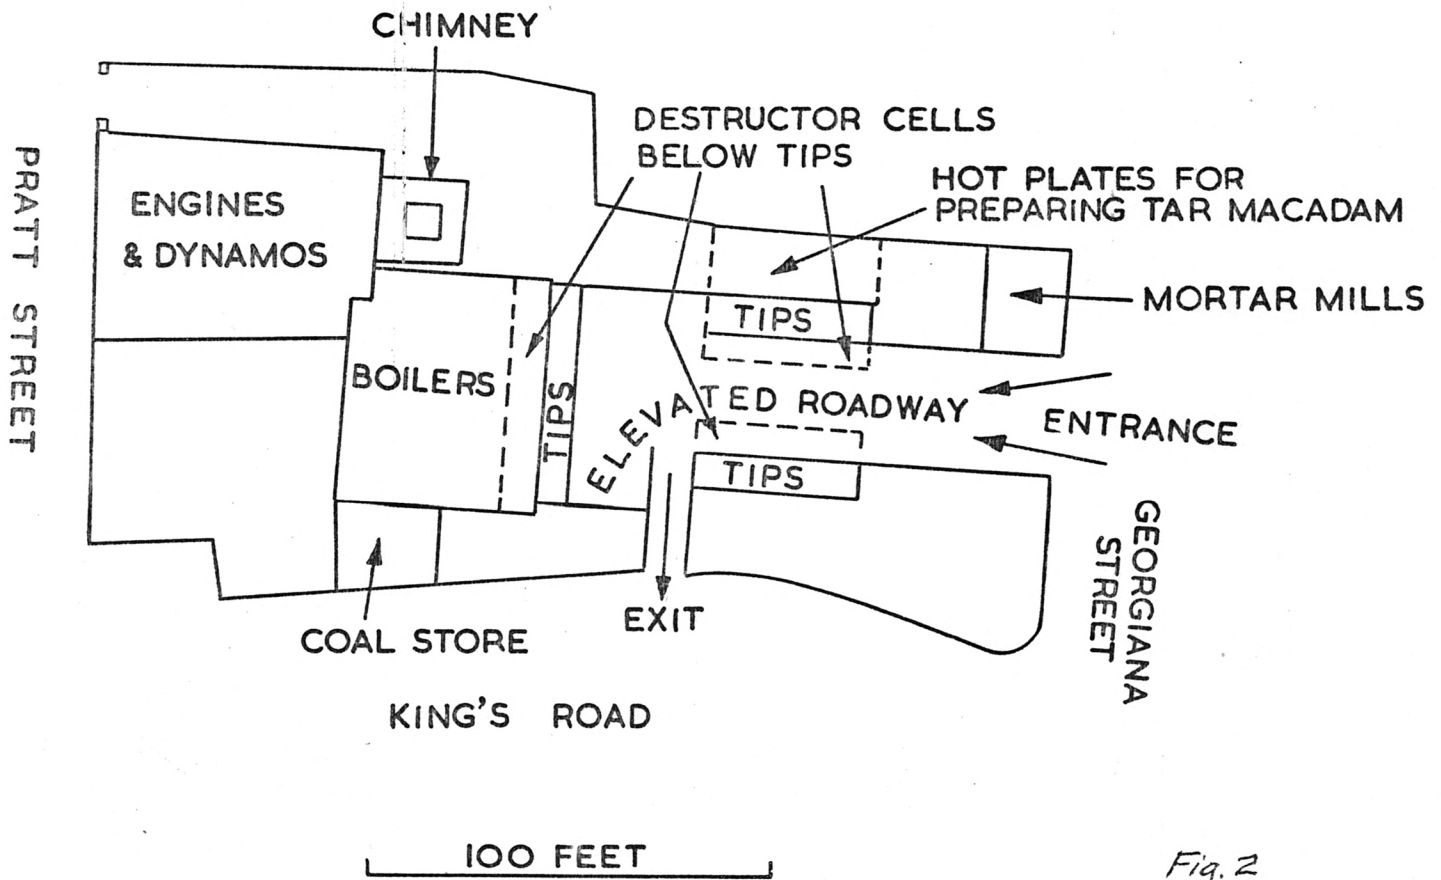 CHIMNEY
DESTRUCTOR CELLS
BELOW TIPS
HOT PLATES FOR
PREPARING TAR MACADAM
PRATT STREET
ENGINES
& DYNAMOS
MORTAR MILLS
TIPS
BOILERS
TIPS
ELEVATED ROADWAY
ENTRANCE
TIPS
GEORGIANA
STREET
EXIT
COAL STORE
KING'S ROAD
100 FEET
Fig. 2